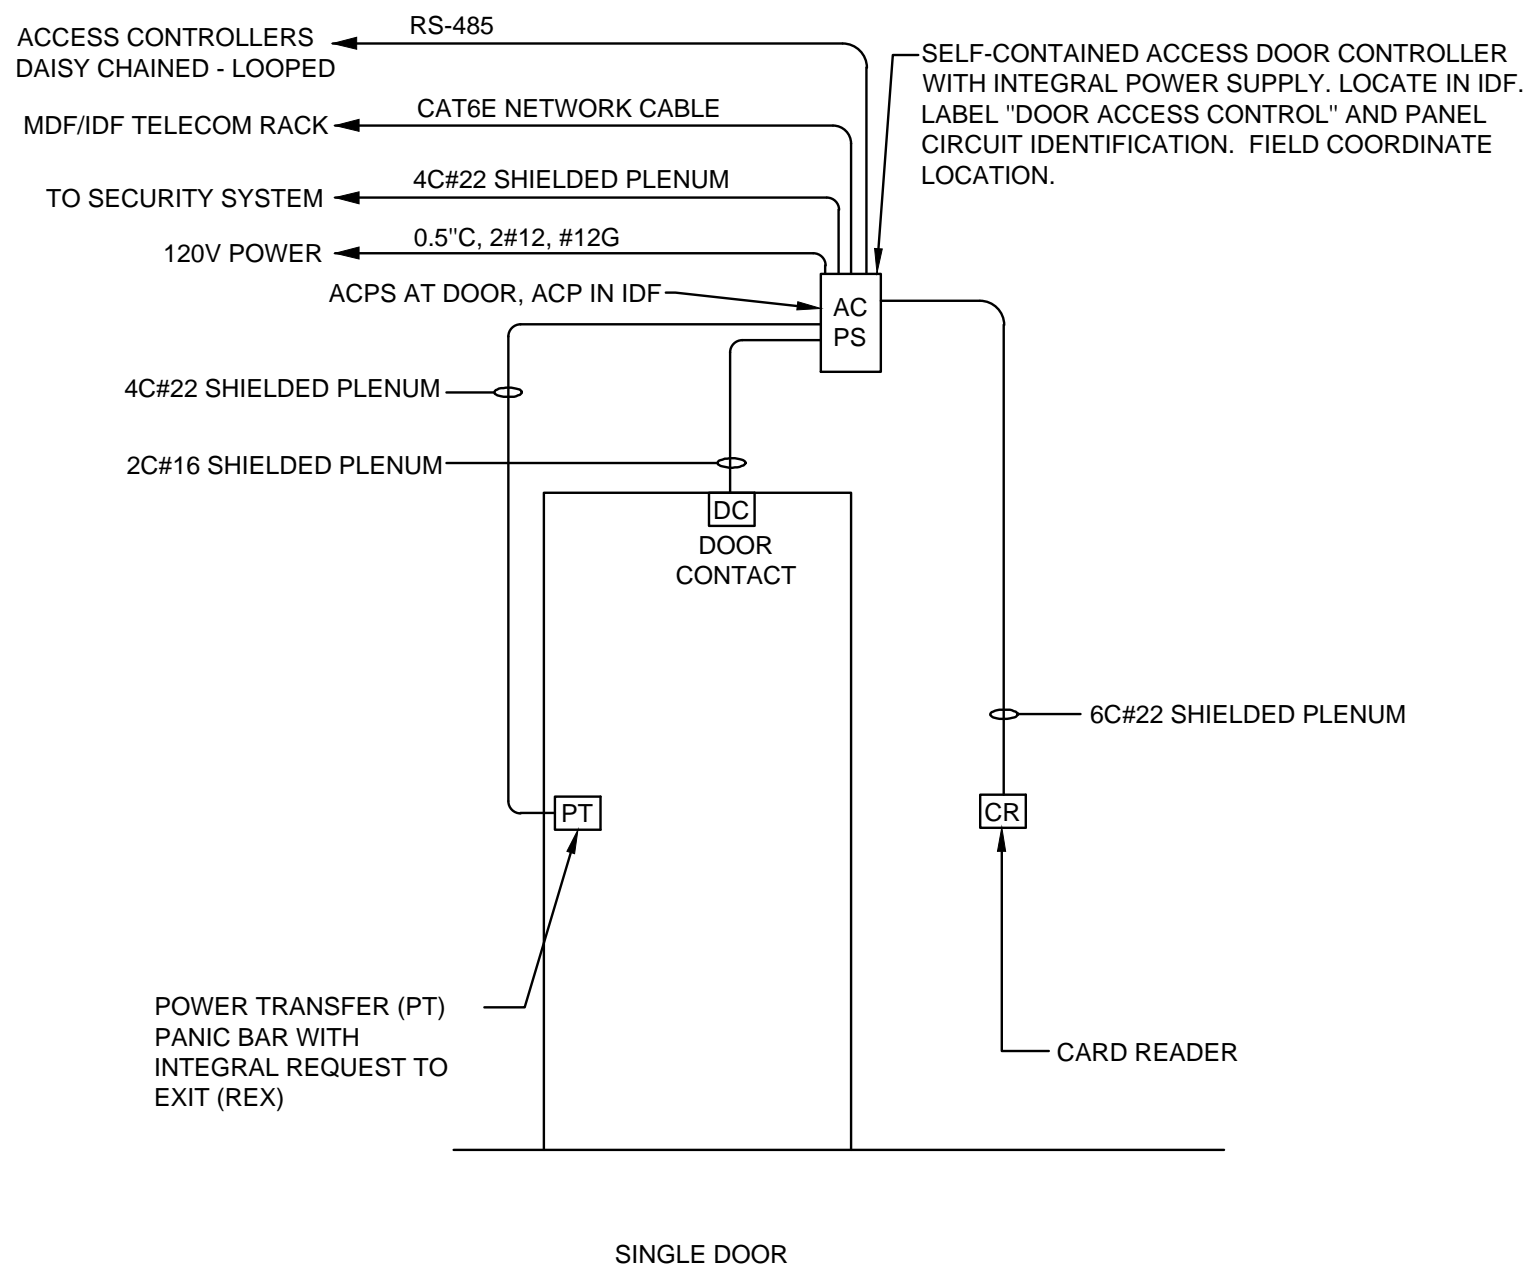 RS-485
ACCESS CONTROLLERS
DAISY CHAINED - LOOPED
SELF-CONTAINED ACCESS DOOR CONTROLLER
WITH INTEGRAL POWER SUPPLY. LOCATE IN IDF.
LABEL "DOOR ACCESS CONTROL" AND PANEL
CIRCUIT IDENTIFICATION.  FIELD COORDINATE
LOCATION.
CAT6E NETWORK CABLE
MDF/IDF TELECOM RACK
4C#22 SHIELDED PLENUM
TO SECURITY SYSTEM
0.5"C, 2#12, #12G
120V POWER
ACPS AT DOOR, ACP IN IDF
AC
PS
4C#22 SHIELDED PLENUM
2C#16 SHIELDED PLENUM
DC
DOOR
CONTACT
6C#22 SHIELDED PLENUM
PT
CR
POWER TRANSFER (PT)
PANIC BAR WITH
INTEGRAL REQUEST TO
EXIT (REX)
CARD READER
SINGLE DOOR